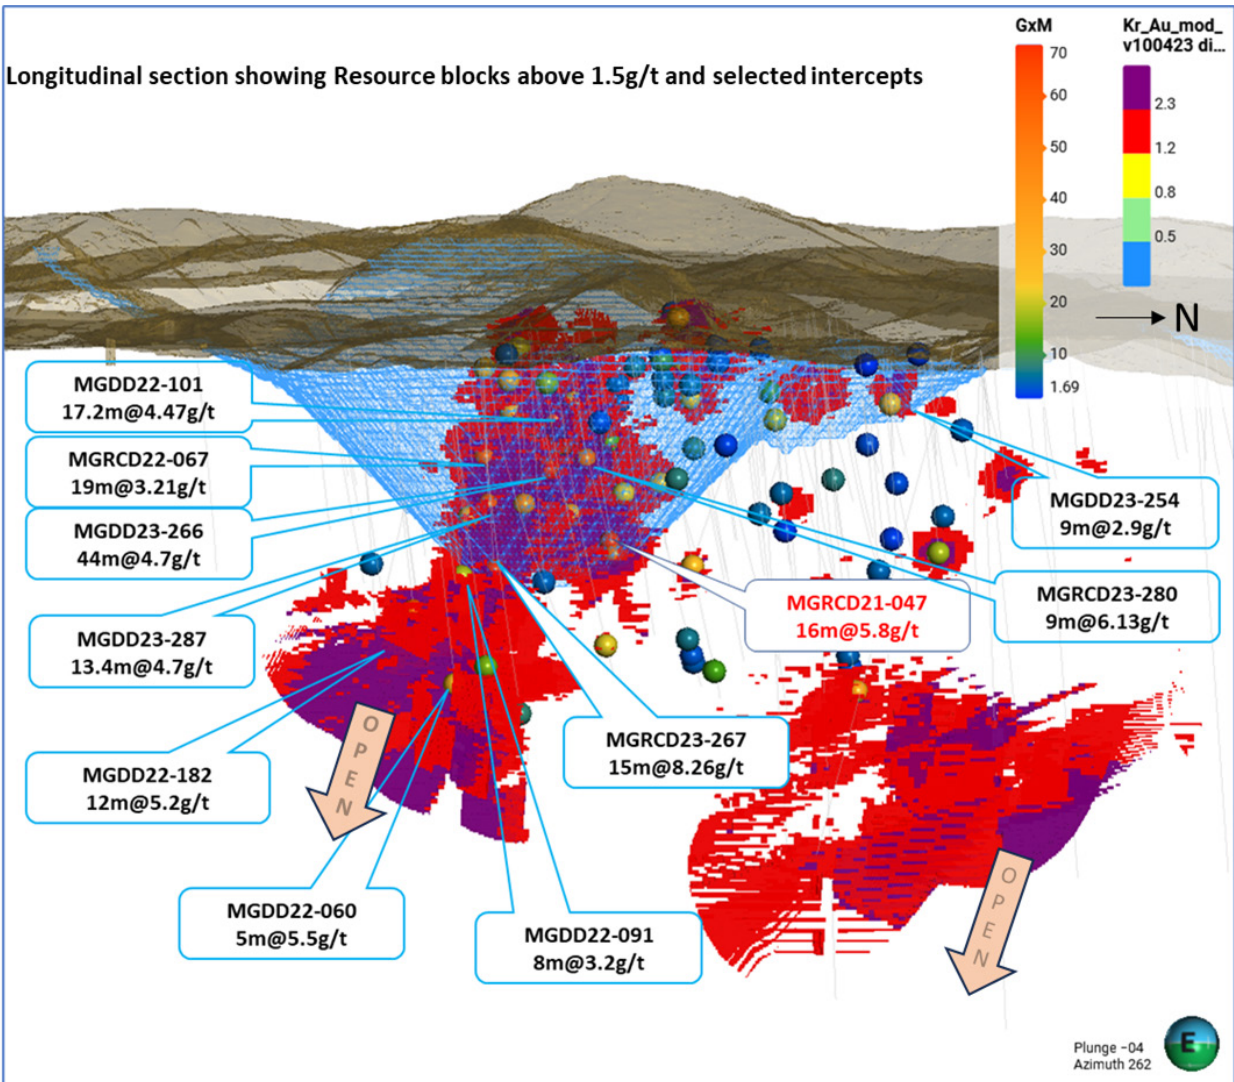 Longitudinal section showing Resource blocks above 1.5g/t and selected intercepts
GxM
70
60
50
40
30
20
10
1.69
Kr_Au_mod_
v100423 di...
2.3
1.2
0.8
0.5
N
MGDD22-101
17.2m@4.47g/t
MGRCD22-067
19m@3.21g/t
MGDD23-266
44m@4.7g/t
MGDD23-287
13.4m@4.7g/t
MGDD22-182
12m@5.2g/t
MGDD22-060
5m@5.5g/t
MGDD22-091
8m@3.2g/t
MGRCD23-267
15m@8.26g/t
MGRCD21-047
16m@5.8g/t
MGDD23-254
9m@2.9g/t
MGRCD23-280
9m@6.13g/t
OPEN
OPEN
Plunge -04
Azimuth 262
E